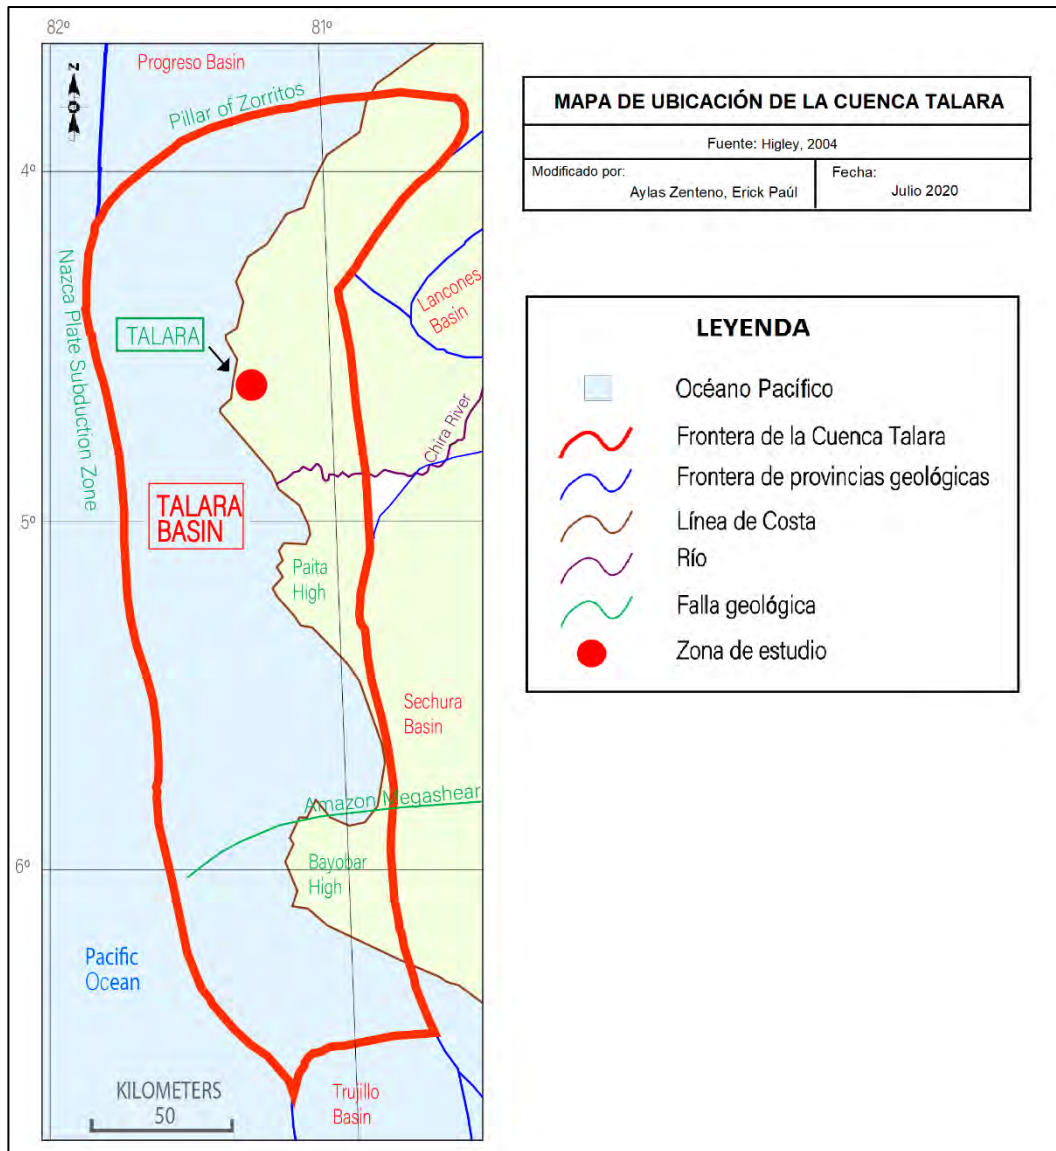 82º
81º
Progreso Basin
Pillar of Zorritos
4º
Nazca Plate Subduction Zone
TALARA
Lancones
Basin
Chira River
TALARA
BASIN
5º
Paita
High
Sechura
Basin
Amazon Megashear
6º
Bayobar
High
Pacific
Ocean
KILOMETERS
50
Trujillo
Basin
MAPA DE UBICACIÓN DE LA CUENCA TALARA
Fuente: Higley, 2004
Modificado por:
Aylas Zenteno, Erick Paúl
Fecha:
Julio 2020
LEYENDA
Océano Pacífico
Frontera de la Cuenca Talara
Frontera de provincias geológicas
Línea de Costa
Río
Falla geológica
Zona de estudio